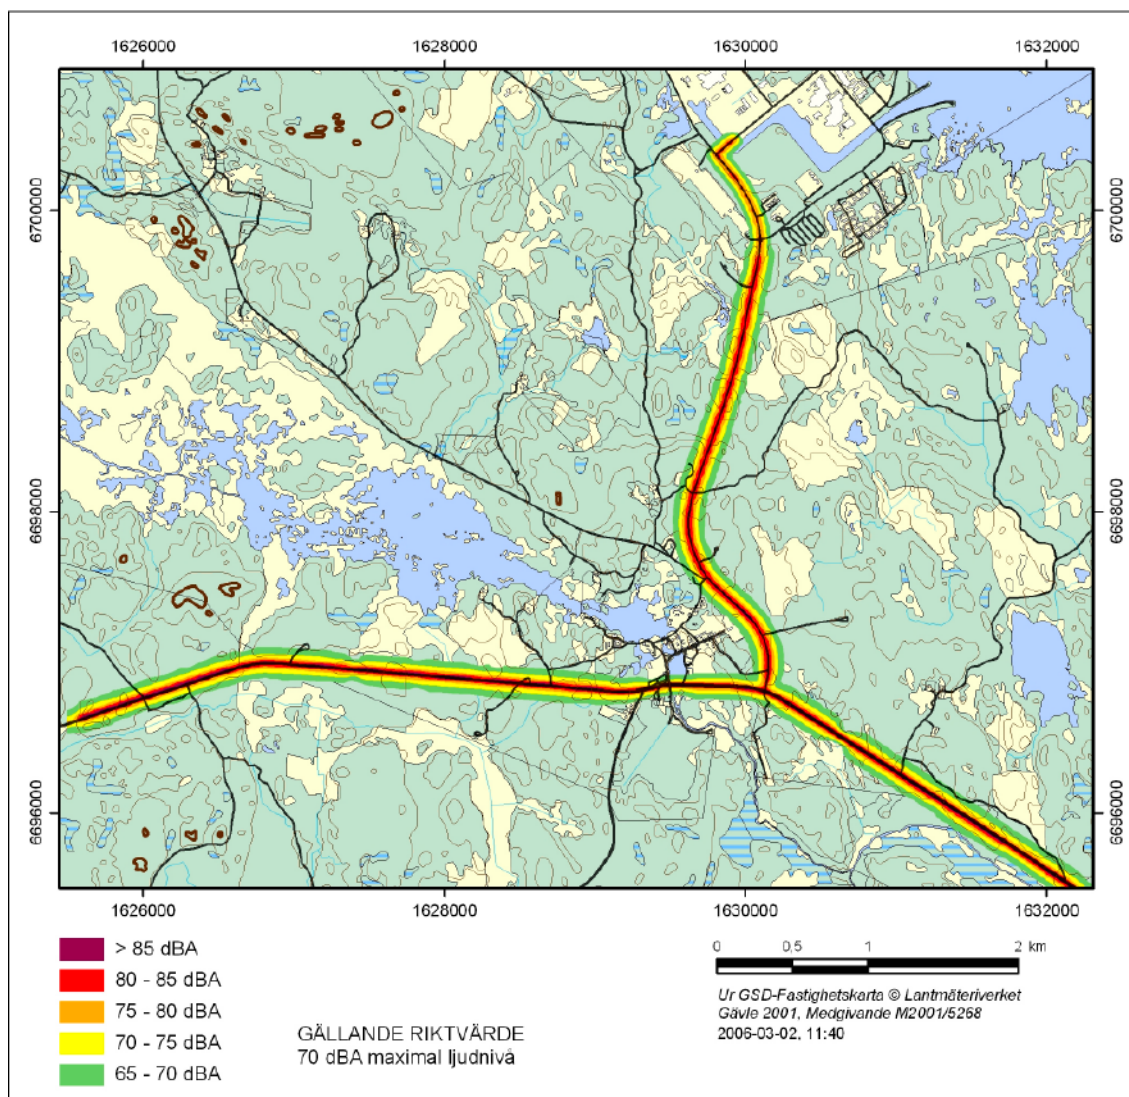 1626000 1628000 1630000 1632000
6700000 6700000
6698000 6698000
6696000 6696000
1626000 1628000 1630000 1632000
> 85 dBA
80 - 85 dBA
75 - 80 dBA
70 - 75 dBA
65 - 70 dBA
GÄLLANDE RIKTVÄRDE
70 dBA maximal ljudnivå
0 0,5 1 2 km
Ur GSD-Fastighetskarta © Lantmäteriverket
Gävle 2001, Medgivande M2001/5268
2006-03-02, 11:40